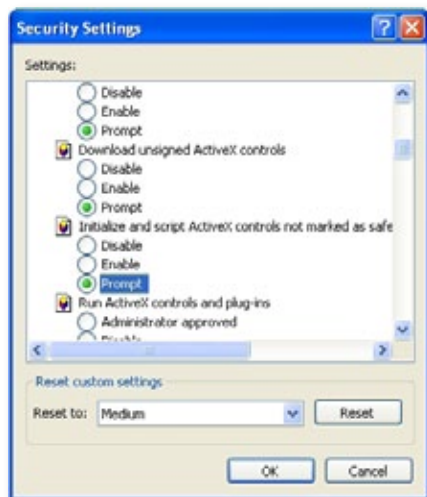 Security Settings
Settings:
Disable
Enable
Prompt
Download unsigned ActiveX controls
Disable
Enable
Prompt
Initialize and script ActiveX controls not marked as safe
Disable
Enable
Prompt
Run ActiveX controls and plug-ins
Administrator approved
Disable
Reset custom settings
Reset to: Medium Reset
OK Cancel